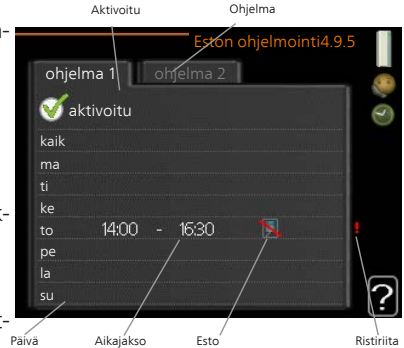 Aktivoitu Ohjelma
Eston ohjelmointi4.9.5
ohjelma 1 ohjelma 2
aktivoitu
kaik
ma
ti
ke
to 14:00 - 16:30 !
pe
la
su
?
Päivä Aikajakso Esto Ristiriita